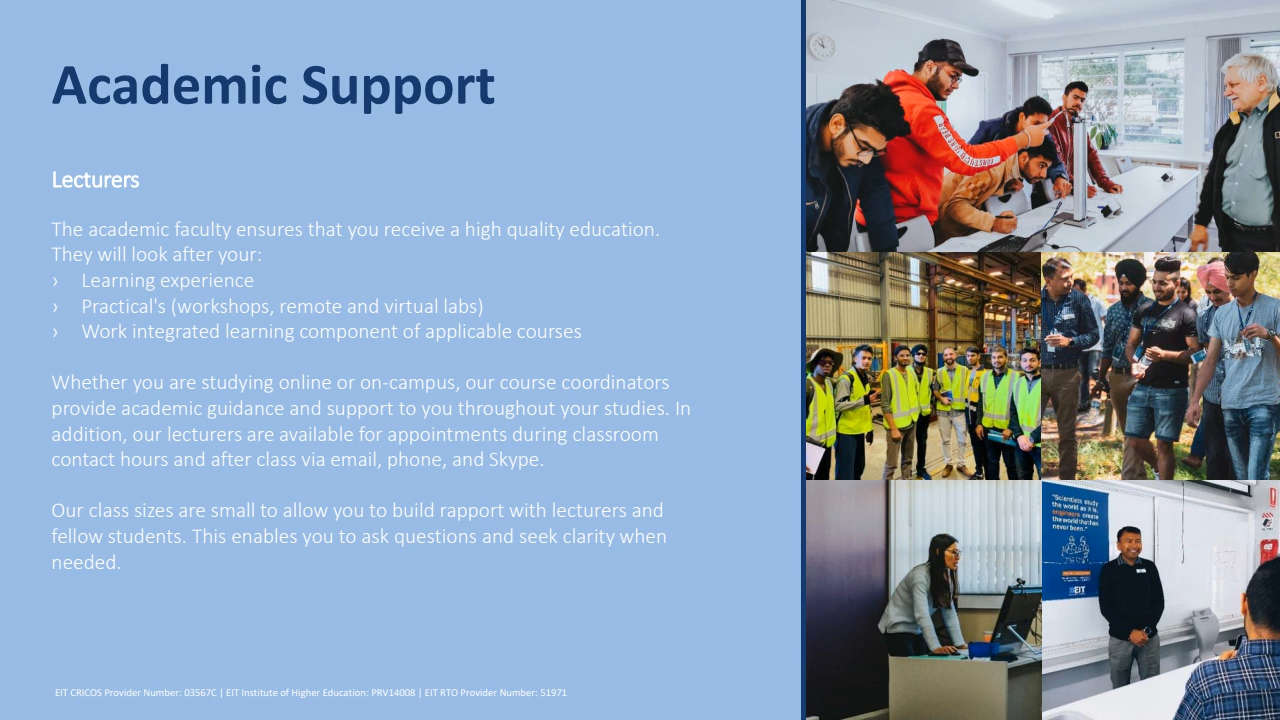 Academic Support
Lecturers
The academic faculty ensures that you receive a high quality education.
They will look after your:
› Learning experience
› Practical's (workshops, remote and virtual labs)
› Work integrated learning component of applicable courses
Whether you are studying online or on-campus, our course coordinators
provide academic guidance and support to you throughout your studies. In
addition, our lecturers are available for appointments during classroom
contact hours and after class via email, phone, and Skype.
Our class sizes are small to allow you to build rapport with lecturers and
fellow students. This enables you to ask questions and seek clarity when
needed.
EIT CRICOS Provider Number: 03567C | EIT Institute of Higher Education: PRV14008 | EIT RTO Provider Number: 51971
"Scientists study
the world as it is,
engineers create
the world that has
never been."
EIT